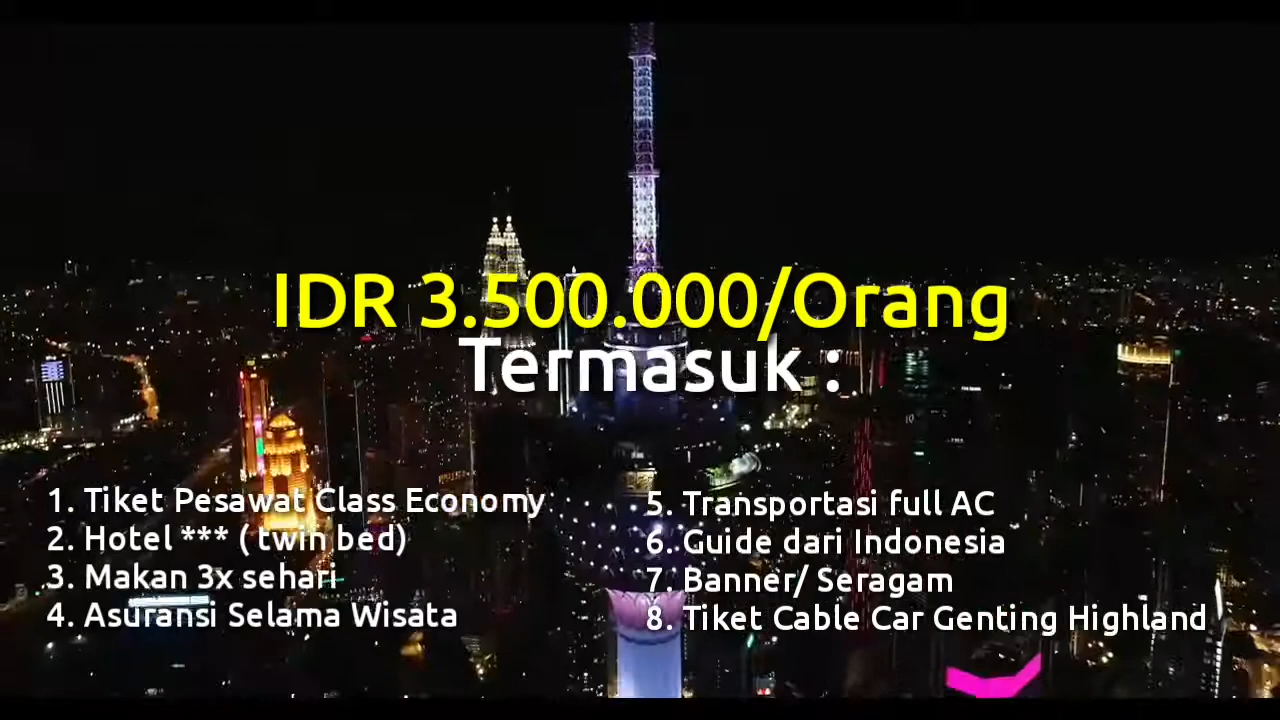 IDR 3.500.000/Orang
Termasuk :
1. Tiket Pesawat Class Economy
2. Hotel *** ( twin bed)
3. Makan 3x sehari
4. Asuransi Selama Wisata
5. Transportasi full AC
6. Guide dari Indonesia
7. Banner/ Seragam
8. Tiket Cable Car Genting Highland